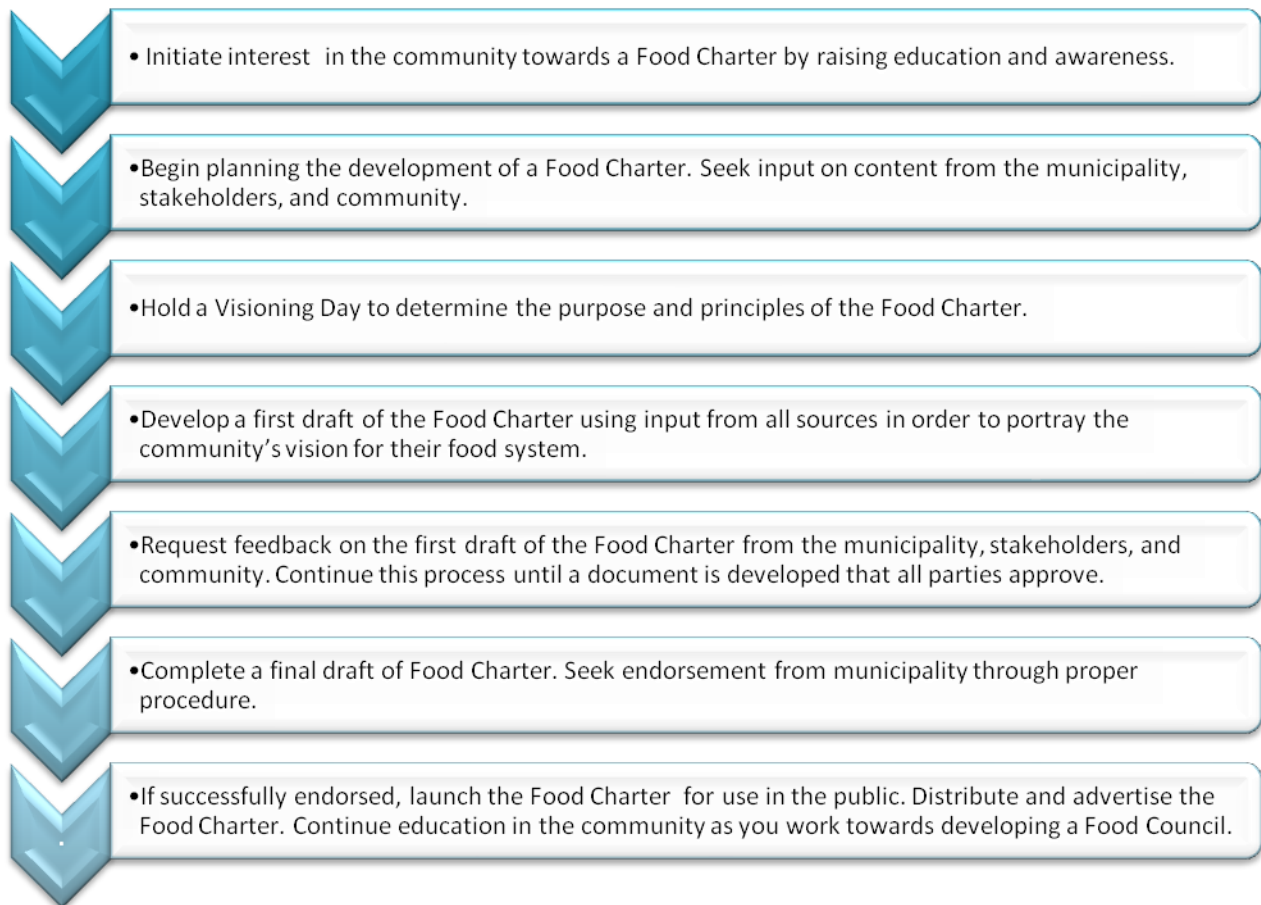 • Initiate interest in the community towards a Food Charter by raising education and awareness.
•Begin planning the development of a Food Charter. Seek input on content from the municipality,
stakeholders, and community.
•Hold a Visioning Day to determine the purpose and principles of the Food Charter.
•Develop a first draft of the Food Charter using input from all sources in order to portray the
community's vision for their food system.
•Request feedback on the first draft of the Food Charter from the municipality, stakeholders, and
community. Continue this process until a document is developed that all parties approve.
•Complete a final draft of Food Charter. Seek endorsement from municipality through proper
procedure.
•If successfully endorsed, launch the Food Charter for use in the public. Distribute and advertise the
Food Charter. Continue education in the community as you work towards developing a Food Council.